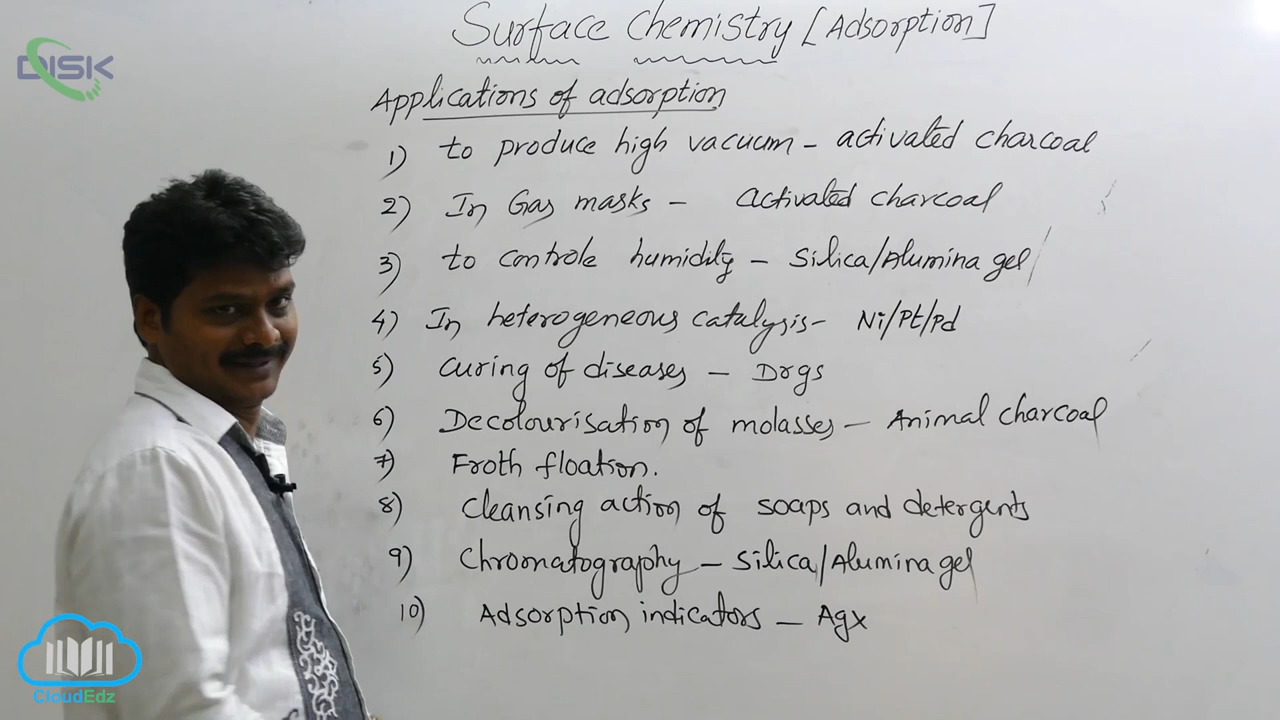 Surface Chemistry [Adsorption]
DISK
Applications of adsorption
1) to produce high vacuum - activated charcoal
2) In Gas masks - Activated charcoal
3) to controle humidity - Silica/Alumina gel
4) In heterogeneous catalysis - Ni/Pt/Pd
5) curing of diseases - Drgs
6) Decolourisation of molasses - Animal charcoal
7) Froth floation.
8) Cleansing action of soaps and detergents
9) Chromatography - Silica/Alumina gel
10) Adsorption indicators - Agx
CloudEdz